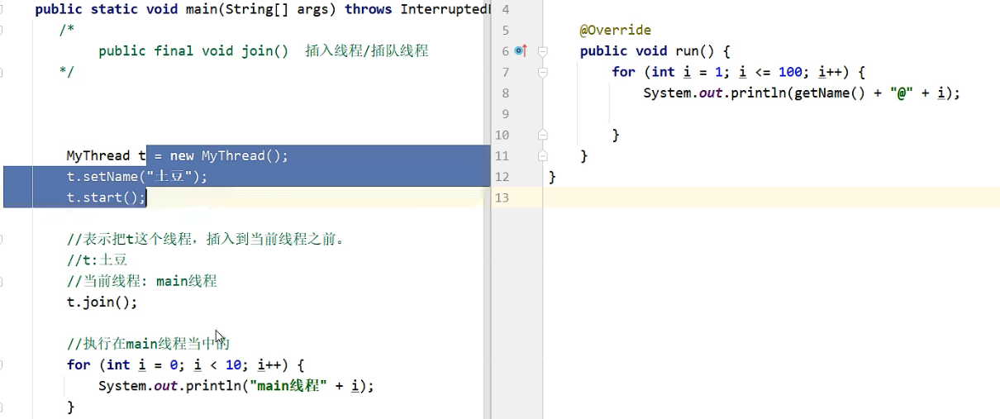 public static void main(String[] args) throws Interrupted
/*
public final void join()  插入线程/插队线程
*/
MyThread t = new MyThread();
t.setName("土豆");
t.start();
//表示把t这个线程，插入到当前线程之前。
//t:土豆
//当前线程: main线程
t.join();
//执行在main线程当中的
for (int i = 0; i < 10; i++) {
System.out.println("main线程" + i);
}
4
5 @Override
6 public void run() {
7 for (int i = 1; i <= 100; i++) {
8 System.out.println(getName() + "@" + i);
9
10 }
11 }
12 }
13